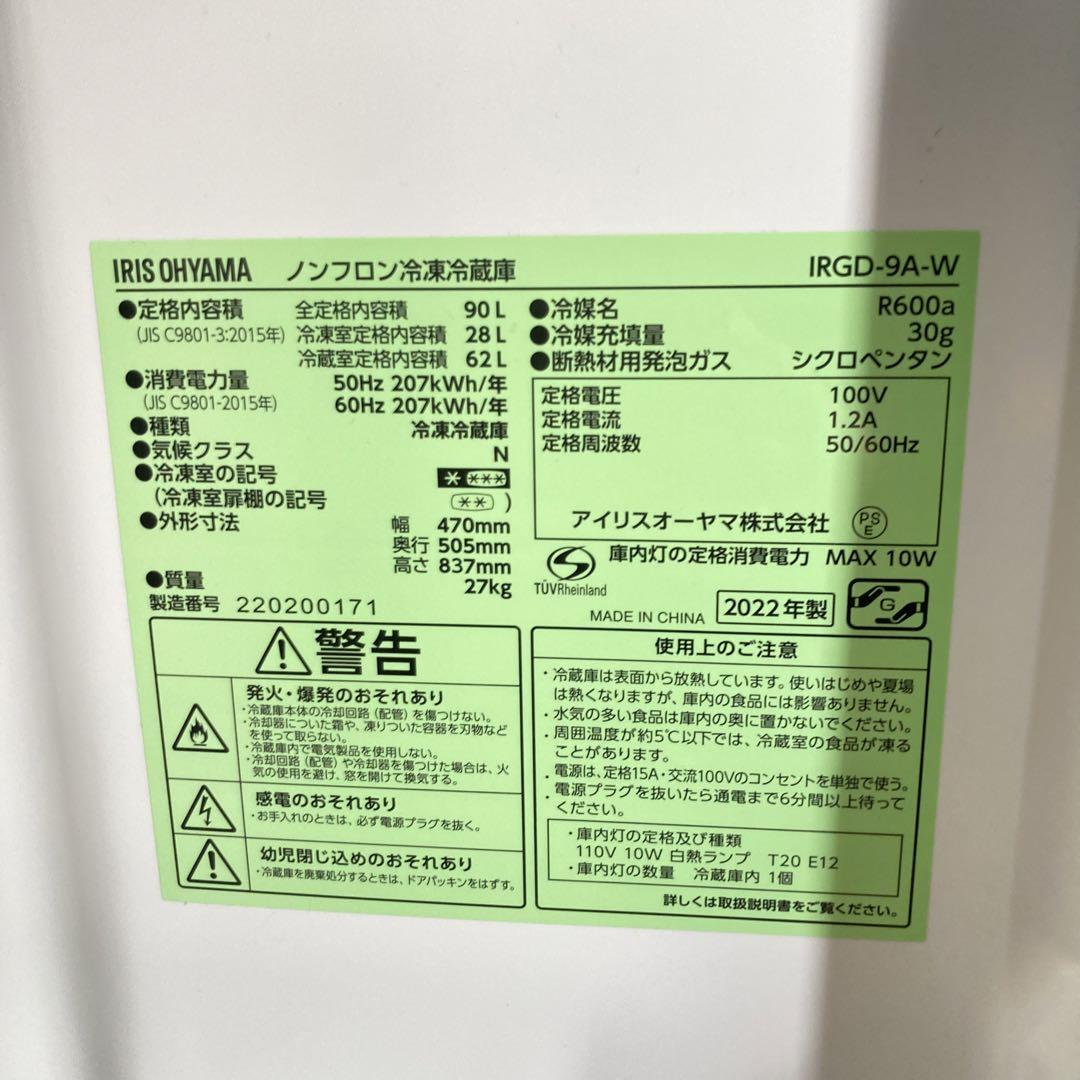 IRIS OHYAMA ノンフロン冷凍冷蔵庫 IRGD-9A-W
●定格内容積 全定格内容積 90 L
(JIS C9801-3:2015年) 冷凍室定格内容積 28 L
冷蔵室定格内容積 62 L
●消費電力量 50Hz 207kWh/年
(JIS C9801-2015年) 60Hz 207kWh/年
●種類 冷凍冷蔵庫
●気候クラス N
●冷凍室の記号
(冷凍室扉棚の記号 )
●外形寸法 幅 470mm
奥行 505mm
高さ 837mm
●質量 27kg
製造番号 220200171
●冷媒名 R600a
●冷媒充填量 30g
●断熱材用発泡ガス シクロペンタン
定格電圧 100V
定格電流 1.2A
定格周波数 50/60Hz
アイリスオーヤマ株式会社 PS E
TÜVRheinland 庫内灯の定格消費電力 MAX 10W
MADE IN CHINA 2022年製 G
警告
発火・爆発のおそれあり
・冷蔵庫本体の冷却回路(配管)を傷つけない。
・冷却器についた霜や、凍りついた容器を刃物など
を使って取らない。
・冷蔵庫内で電気製品を使用しない。
・冷却回路(配管)や冷却器を傷つけた場合は、火
気の使用を避け、窓を開けて換気する。
感電のおそれあり
・お手入れのときは、必ず電源プラグを抜く。
幼児閉じ込めのおそれあり
・冷蔵庫を廃棄処分するときは、ドアパッキンをはずす。
使用上のご注意
・冷蔵庫は表面から放熱しています。使いはじめや夏場
は熱くなりますが、庫内の食品には影響ありません。
・水気の多い食品は庫内の奥に置かないでください。
・周囲温度が約5℃以下では、冷蔵室の食品が凍る
ことがあります。
・電源は、定格15A・交流100Vのコンセントを単独で使う。
・電源プラグを抜いたら通電まで6分間以上待って
ください。
・庫内灯の定格及び種類
110V 10W 白熱ランプ T20 E12
・庫内灯の数量 冷蔵庫内 1個
詳しくは取扱説明書をご覧ください。